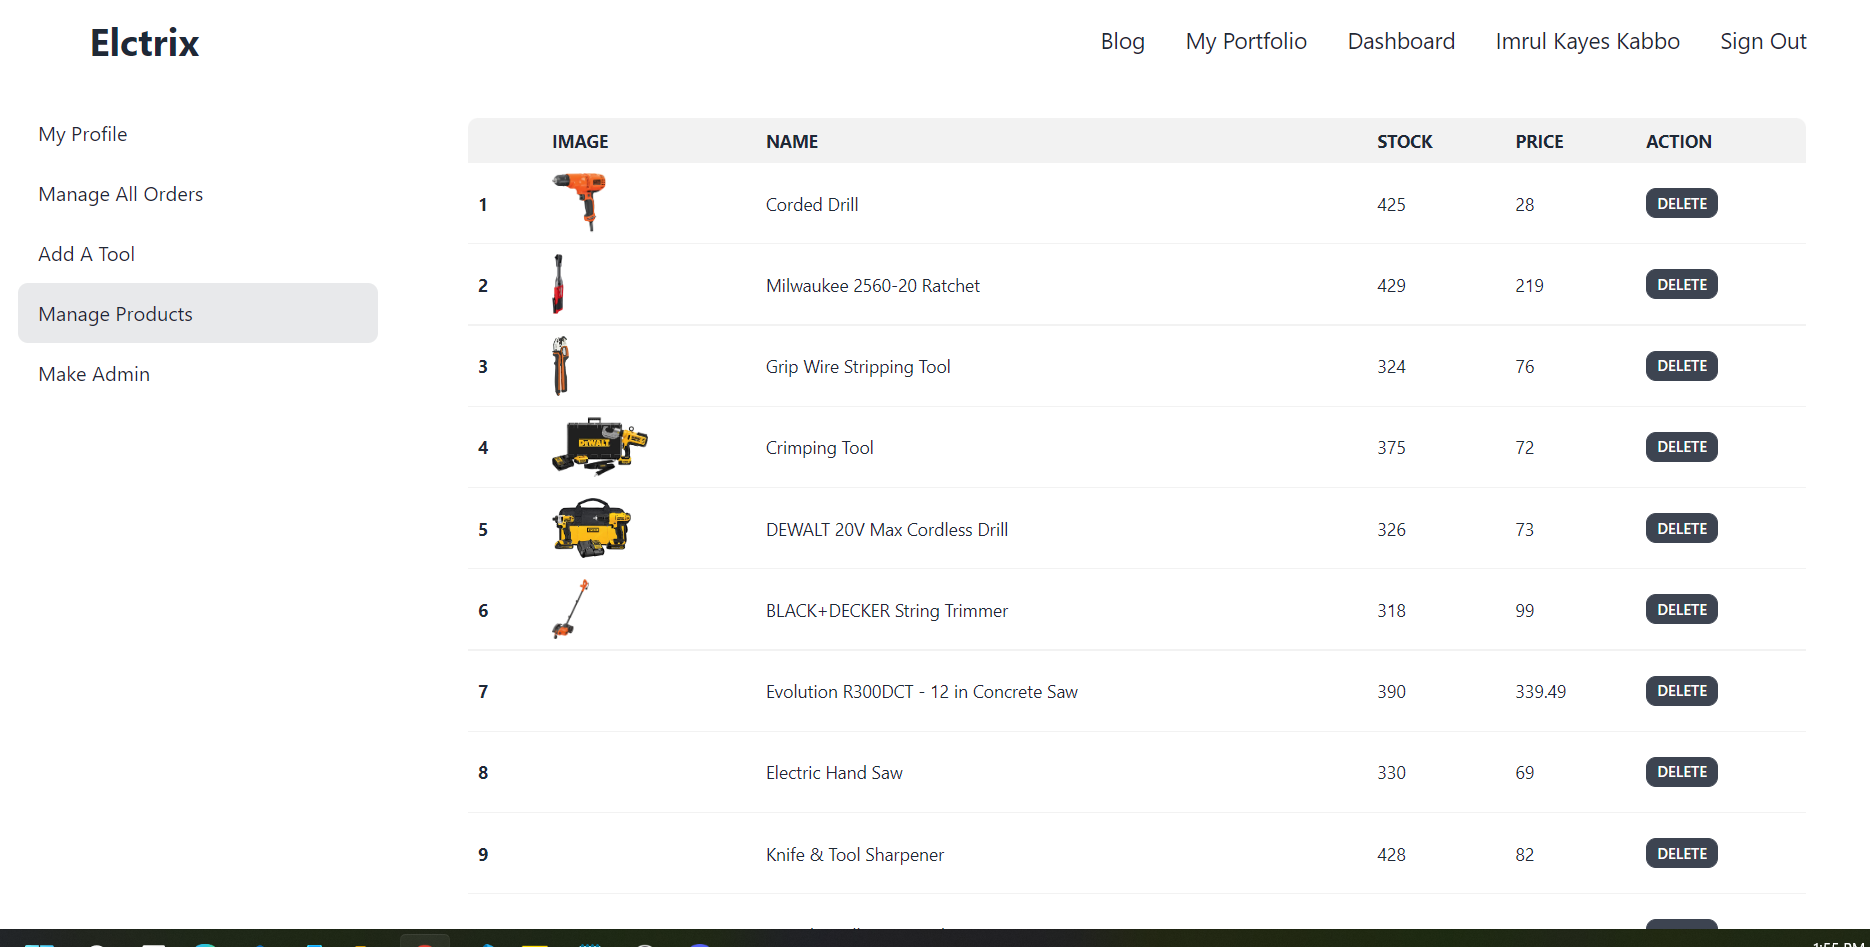 Elctrix
Blog My Portfolio Dashboard Imrul Kayes Kabbo Sign Out
My Profile
Manage All Orders
Add A Tool
Manage Products
Make Admin
IMAGE NAME STOCK PRICE ACTION
1 Corded Drill 425 28 DELETE
2 Milwaukee 2560-20 Ratchet 429 219 DELETE
3 Grip Wire Stripping Tool 324 76 DELETE
4 DEWALT Crimping Tool 375 72 DELETE
5 DEWALT 20V Max Cordless Drill 326 73 DELETE
6 BLACK+DECKER String Trimmer 318 99 DELETE
7 Evolution R300DCT - 12 in Concrete Saw 390 339.49 DELETE
8 Electric Hand Saw 330 69 DELETE
9 Knife & Tool Sharpener 428 82 DELETE